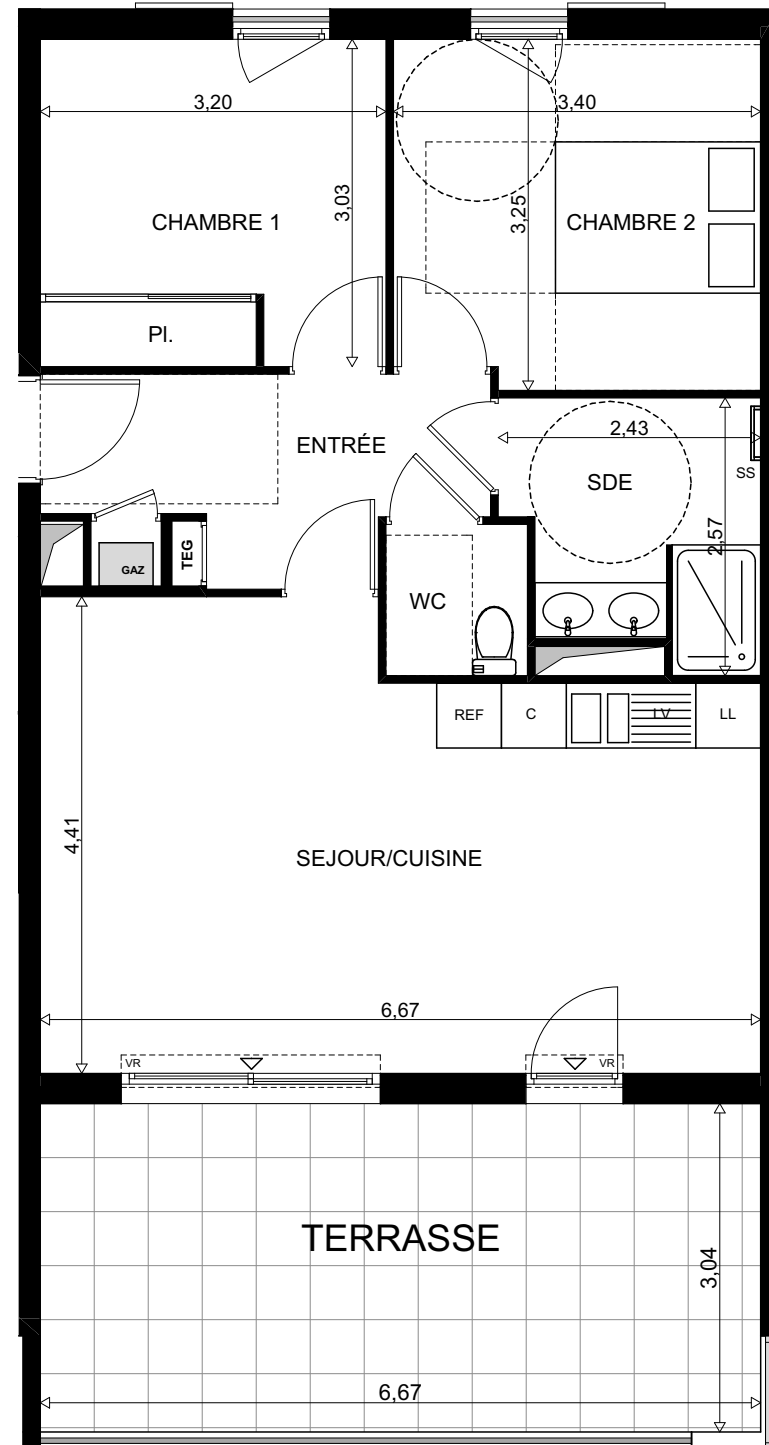 3,20
3,40
3,03
3,25
CHAMBRE 1
CHAMBRE 2
Pl.
ENTRÉE
2,43
SS
SDE
2,57
GAZ
TEG
WC
REF
C
LV
LL
4,41
SEJOUR/CUISINE
6,67
VR
VR
TERRASSE
3,04
6,67